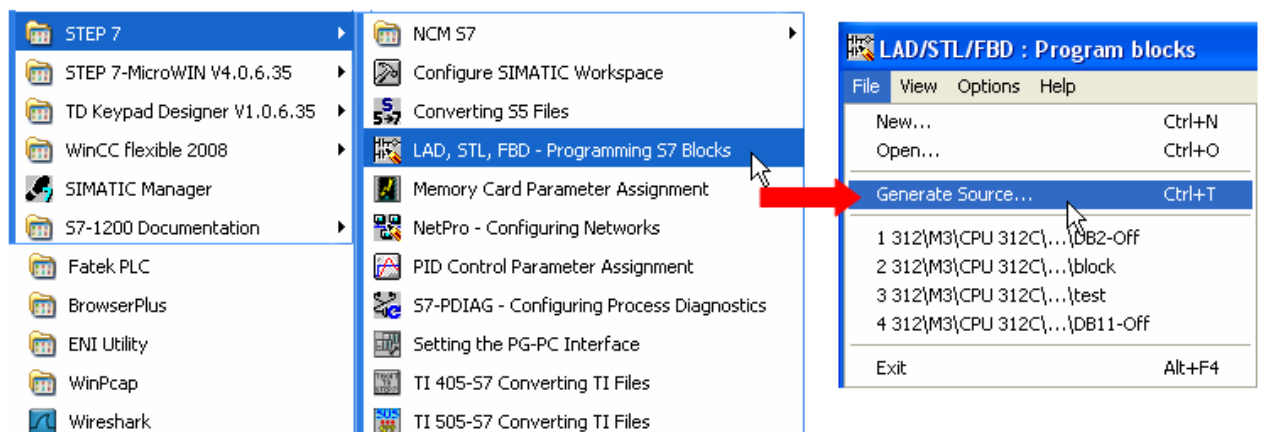 STEP 7
STEP 7-MicroWIN V4.0.6.35
TD Keypad Designer V1.0.6.35
WinCC flexible 2008
SIMATIC Manager
S7-1200 Documentation
Fatek PLC
BrowserPlus
ENI Utility
WinPcap
Wireshark
NCM S7
Configure SIMATIC Workspace
Converting S5 Files
LAD, STL, FBD - Programming S7 Blocks
Memory Card Parameter Assignment
NetPro - Configuring Networks
PID Control Parameter Assignment
S7-PDIAG - Configuring Process Diagnostics
Setting the PG-PC Interface
TI 405-S7 Converting TI Files
TI 505-S7 Converting TI Files
LAD/STL/FBD : Program blocks
File View Options Help
New... Ctrl+N
Open... Ctrl+O
Generate Source... Ctrl+T
1 312\M3\CPU 312C\...\DB2-Off
2 312\M3\CPU 312C\...\block
3 312\M3\CPU 312C\...\test
4 312\M3\CPU 312C\...\DB11-Off
Exit Alt+F4